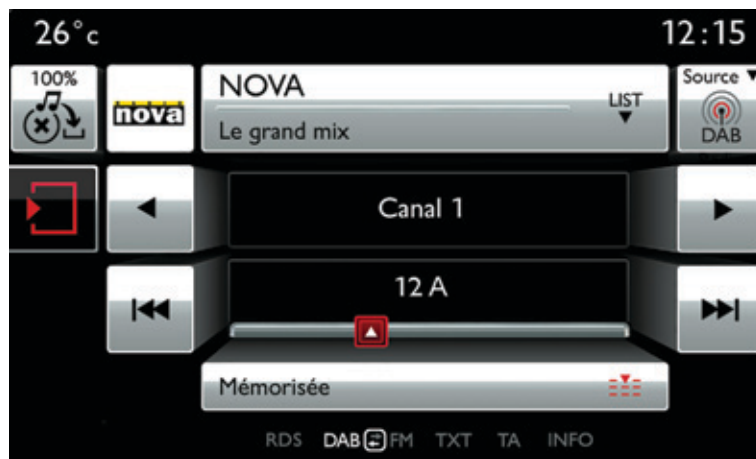 26°c 12:15
100%
nova
NOVA
Le grand mix
LIST
Source
DAB
Canal 1
12 A
Mémorisée
RDS DAB FM TXT TA INFO